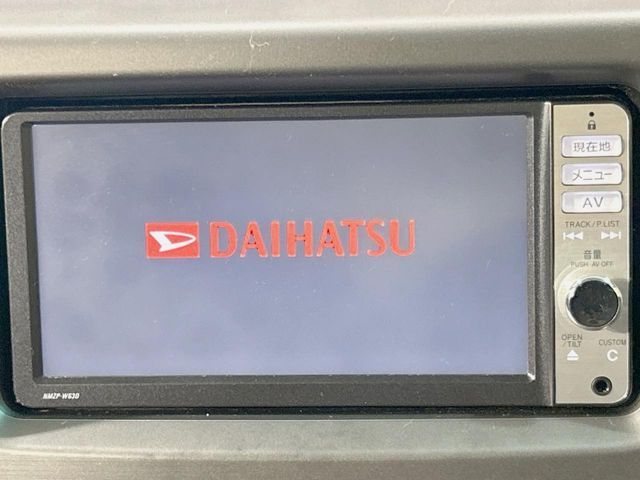 DAIHATSU
現在地
メニュー
AV
TRACK/P.LIST
音量
PUSH AV OFF
OPEN
/TILT
CUSTOM
C
NMZP-W63D